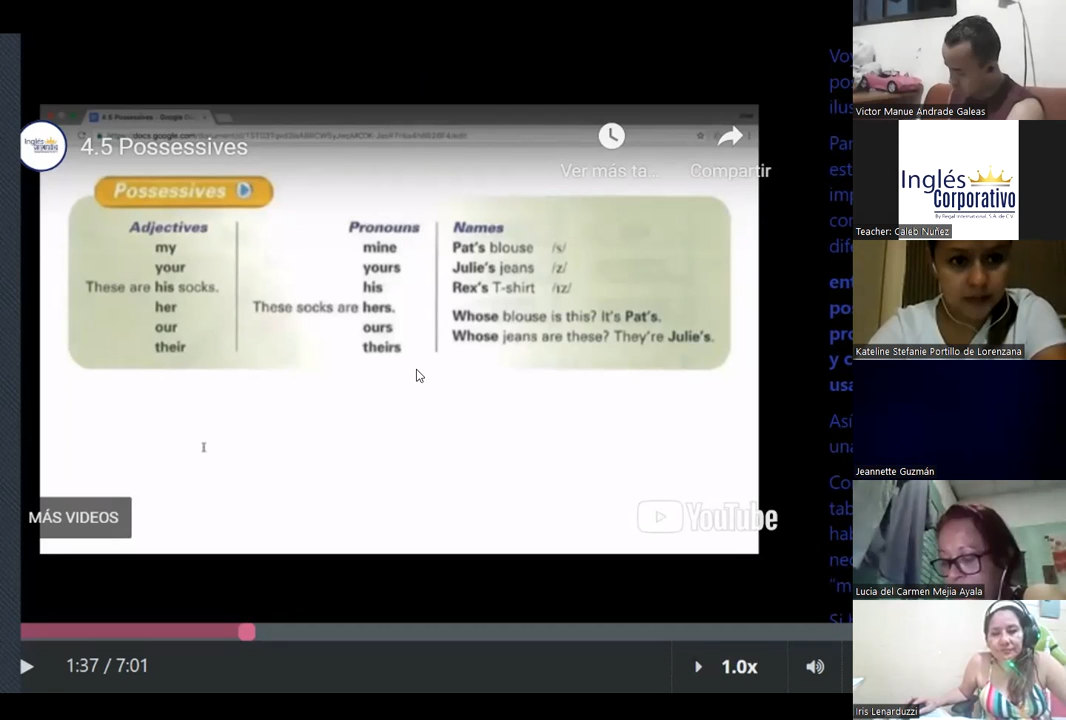 4.5 Possessives
Ver más ta...
Compartir
Possessives
Adjectives
my
your
These are his socks.
her
our
their
Pronouns
mine
yours
his
These socks are hers.
ours
theirs
Names
Pat's blouse /s/
Julie's jeans /z/
Rex's T-shirt /ɪz/
Whose blouse is this? It's Pat's.
Whose jeans are these? They're Julie's.
MÁS VIDEOS
YouTube
1:37 / 7:01
1.0x
Victor Manue Andrade Galeas
Inglés
Corporativo
Teacher: Caleb Nuñez
Kateline Stefanie Portillo de Lorenzana
Jeannette Guzmán
Lucia del Carmen Mejia Ayala
Iris Lenarduzzi